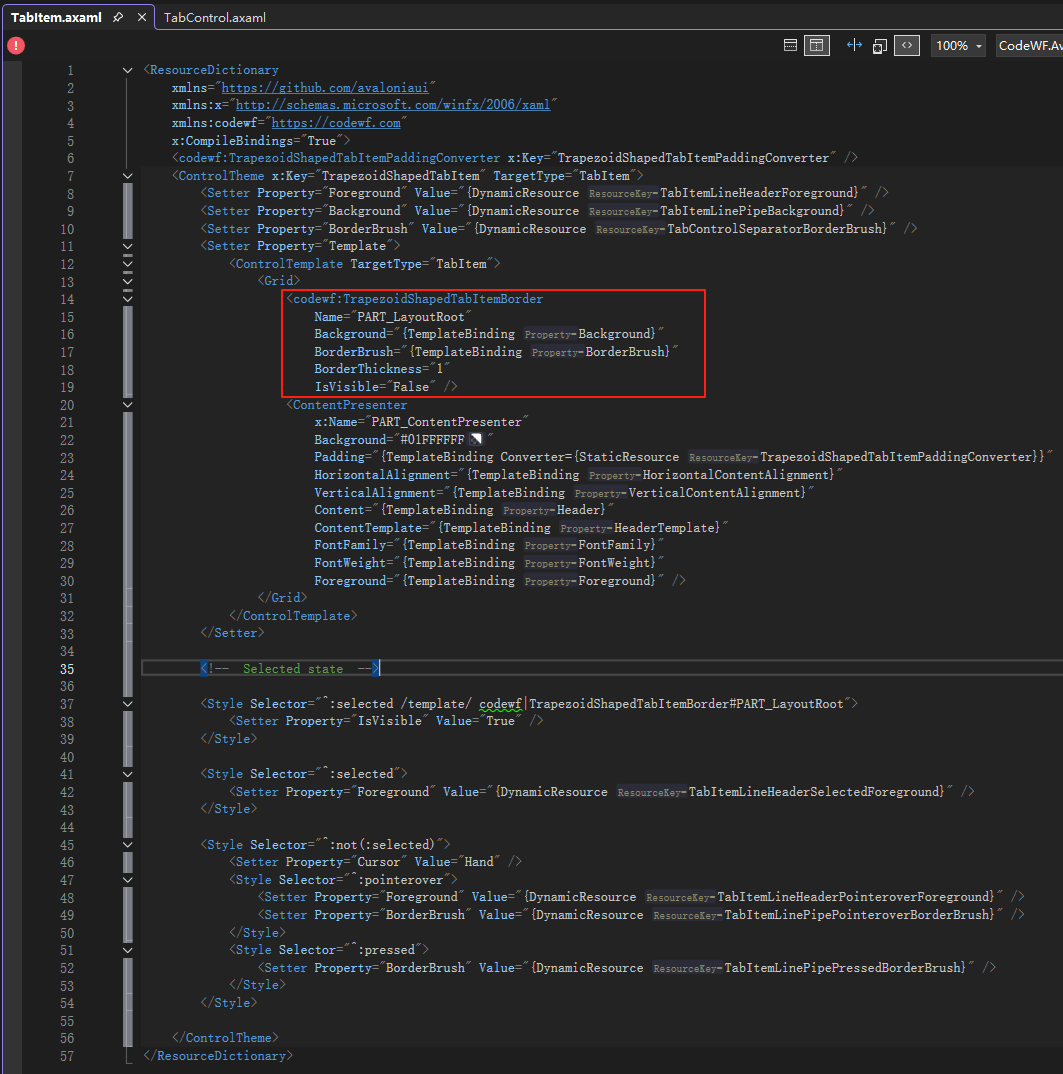 TabItem.axaml
TabControl.axaml
100%
CodeWF.Av
1 <ResourceDictionary
2 xmlns="https://github.com/avaloniaui"
3 xmlns:x="http://schemas.microsoft.com/winfx/2006/xaml"
4 xmlns:codewf="https://codewf.com"
5 x:CompileBindings="True">
6 <codewf:TrapezoidShapedTabItemPaddingConverter x:Key="TrapezoidShapedTabItemPaddingConverter" />
7 <ControlTheme x:Key="TrapezoidShapedTabItem" TargetType="TabItem">
8 <Setter Property="Foreground" Value="{DynamicResource ResourceKey=TabItemLineHeaderForeground}" />
9 <Setter Property="Background" Value="{DynamicResource ResourceKey=TabItemLinePipeBackground}" />
10 <Setter Property="BorderBrush" Value="{DynamicResource ResourceKey=TabControlSeparatorBorderBrush}" />
11 <Setter Property="Template">
12 <ControlTemplate TargetType="TabItem">
13 <Grid>
14 <codewf:TrapezoidShapedTabItemBorder
15 Name="PART_LayoutRoot"
16 Background="{TemplateBinding Property=Background}"
17 BorderBrush="{TemplateBinding Property=BorderBrush}"
18 BorderThickness="1"
19 IsVisible="False" />
20 <ContentPresenter
21 x:Name="PART_ContentPresenter"
22 Background="#01FFFFFF"
23 Padding="{TemplateBinding Converter={StaticResource ResourceKey=TrapezoidShapedTabItemPaddingConverter}}"
24 HorizontalAlignment="{TemplateBinding Property=HorizontalContentAlignment}"
25 VerticalAlignment="{TemplateBinding Property=VerticalContentAlignment}"
26 Content="{TemplateBinding Property=Header}"
27 ContentTemplate="{TemplateBinding Property=HeaderTemplate}"
28 FontFamily="{TemplateBinding Property=FontFamily}"
29 FontWeight="{TemplateBinding Property=FontWeight}"
30 Foreground="{TemplateBinding Property=Foreground}" />
31 </Grid>
32 </ControlTemplate>
33 </Setter>
34
35 <!-- Selected state -->
36
37 <Style Selector="^:selected /template/ codewf|TrapezoidShapedTabItemBorder#PART_LayoutRoot">
38 <Setter Property="IsVisible" Value="True" />
39 </Style>
40
41 <Style Selector="^:selected">
42 <Setter Property="Foreground" Value="{DynamicResource ResourceKey=TabItemLineHeaderSelectedForeground}" />
43 </Style>
44
45 <Style Selector="^:not(:selected)">
46 <Setter Property="Cursor" Value="Hand" />
47 <Style Selector="^:pointerover">
48 <Setter Property="Foreground" Value="{DynamicResource ResourceKey=TabItemLineHeaderPointeroverForeground}" />
49 <Setter Property="BorderBrush" Value="{DynamicResource ResourceKey=TabItemLinePipePointeroverBorderBrush}" />
50 </Style>
51 <Style Selector="^:pressed">
52 <Setter Property="BorderBrush" Value="{DynamicResource ResourceKey=TabItemLinePipePressedBorderBrush}" />
53 </Style>
54 </Style>
55
56 </ControlTheme>
57 </ResourceDictionary>